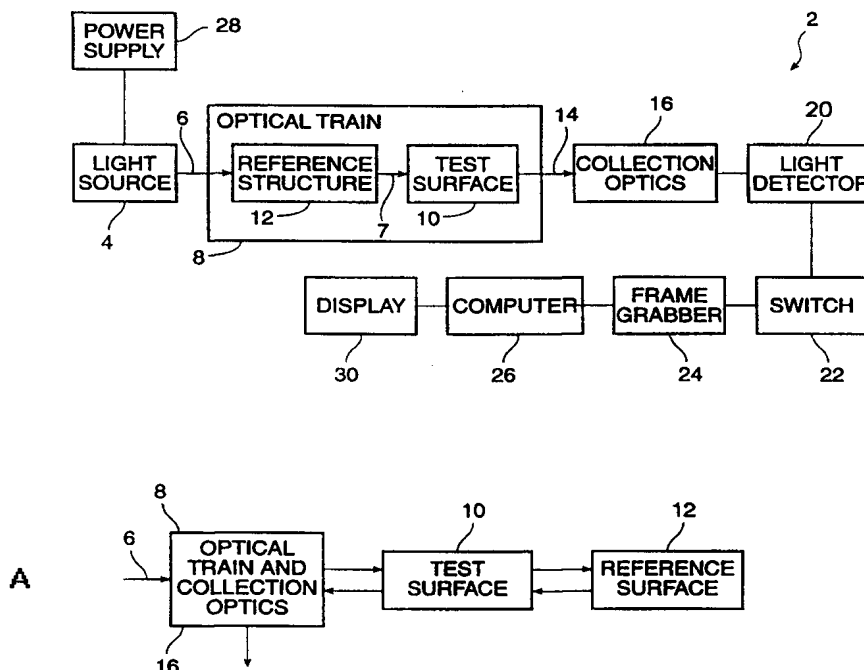 POWER
SUPPLY
28
2
6
OPTICAL TRAIN
14
16
20
LIGHT
SOURCE
REFERENCE
STRUCTURE
TEST
SURFACE
COLLECTION
OPTICS
LIGHT
DETECTOR
4
12
7
10
8
DISPLAY
COMPUTER
FRAME
GRABBER
SWITCH
30
26
24
22
8
10
12
6
A
OPTICAL
TRAIN AND
COLLECTION
OPTICS
TEST
SURFACE
REFERENCE
SURFACE
16